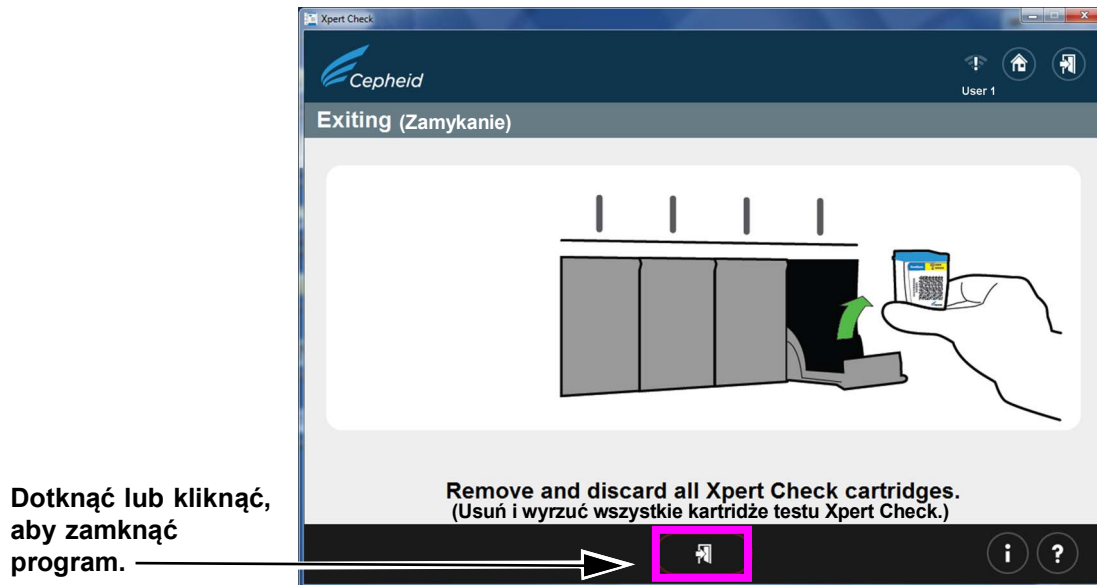 Xpert Check
Cepheid
User 1
Exiting (Zamykanie)
Remove and discard all Xpert Check cartridges.
(Usuń i wyrzuć wszystkie kartridże testu Xpert Check.)
Dotknąć lub kliknąć,
aby zamknąć
program.
i
?